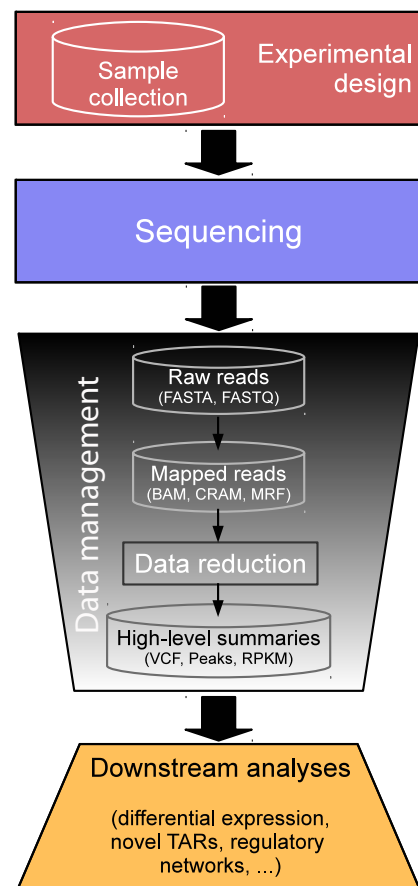 Sample
collection
Experimental
design
Sequencing
Data management
Raw reads
(FASTA, FASTQ)
Mapped reads
(BAM, CRAM, MRF)
Data reduction
High-level summaries
(VCF, Peaks, RPKM)
Downstream analyses
(differential expression,
novel TARs, regulatory
networks, ...)